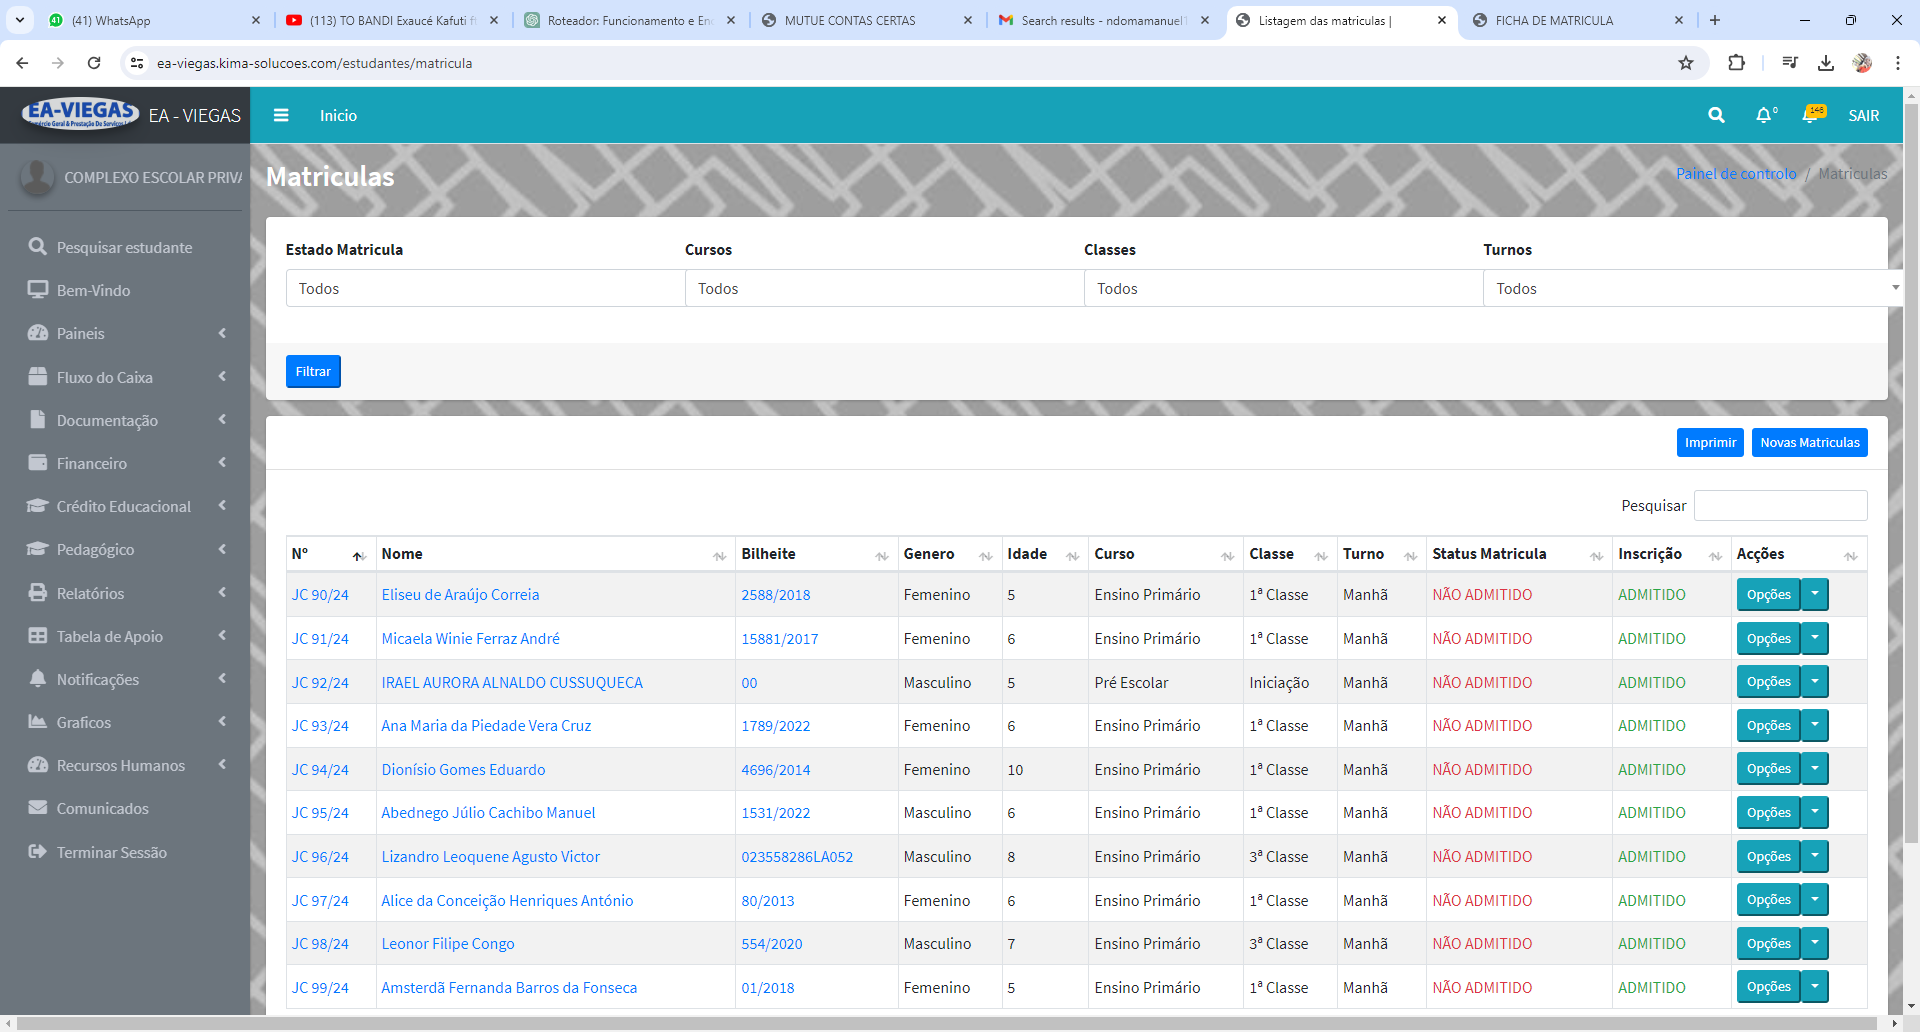 (41) WhatsApp
(113) TO BANDI Exaucé Kafuti f
Roteador: Funcionamento e En
MUTUE CONTAS CERTAS
Search results - ndomamanuel1
Listagem das matriculas |
FICHA DE MATRICULA
ea-viegas.kima-solucoes.com/estudantes/matricula
EA-VIEGAS
EA - VIEGAS
Inicio
0
146
SAIR
COMPLEXO ESCOLAR PRIVA
Matriculas
Painel de controlo / Matriculas
Pesquisar estudante
Bem-Vindo
Paineis
Fluxo do Caixa
Documentação
Financeiro
Crédito Educacional
Pedagógico
Relatórios
Tabela de Apoio
Notificações
Graficos
Recursos Humanos
Comunicados
Terminar Sessão
Estado Matricula Cursos Classes Turnos
Todos Todos Todos Todos
Filtrar
Imprimir Novas Matriculas
Pesquisar
Nº Nome Bilheite Genero Idade Curso Classe Turno Status Matricula Inscrição Acções
JC 90/24 Eliseu de Araújo Correia 2588/2018 Femenino 5 Ensino Primário 1ª Classe Manhã NÃO ADMITIDO ADMITIDO Opções
JC 91/24 Micaela Winie Ferraz André 15881/2017 Femenino 6 Ensino Primário 1ª Classe Manhã NÃO ADMITIDO ADMITIDO Opções
JC 92/24 IRAEL AURORA ALNALDO CUSSUQUECA 00 Masculino 5 Pré Escolar Iniciação Manhã NÃO ADMITIDO ADMITIDO Opções
JC 93/24 Ana Maria da Piedade Vera Cruz 1789/2022 Femenino 6 Ensino Primário 1ª Classe Manhã NÃO ADMITIDO ADMITIDO Opções
JC 94/24 Dionísio Gomes Eduardo 4696/2014 Femenino 10 Ensino Primário 1ª Classe Manhã NÃO ADMITIDO ADMITIDO Opções
JC 95/24 Abednego Júlio Cachibo Manuel 1531/2022 Masculino 6 Ensino Primário 1ª Classe Manhã NÃO ADMITIDO ADMITIDO Opções
JC 96/24 Lizandro Leoquene Agusto Victor 023558286LA052 Masculino 8 Ensino Primário 3ª Classe Manhã NÃO ADMITIDO ADMITIDO Opções
JC 97/24 Alice da Conceição Henriques António 80/2013 Femenino 6 Ensino Primário 1ª Classe Manhã NÃO ADMITIDO ADMITIDO Opções
JC 98/24 Leonor Filipe Congo 554/2020 Masculino 7 Ensino Primário 3ª Classe Manhã NÃO ADMITIDO ADMITIDO Opções
JC 99/24 Amsterdã Fernanda Barros da Fonseca 01/2018 Femenino 5 Ensino Primário 1ª Classe Manhã NÃO ADMITIDO ADMITIDO Opções